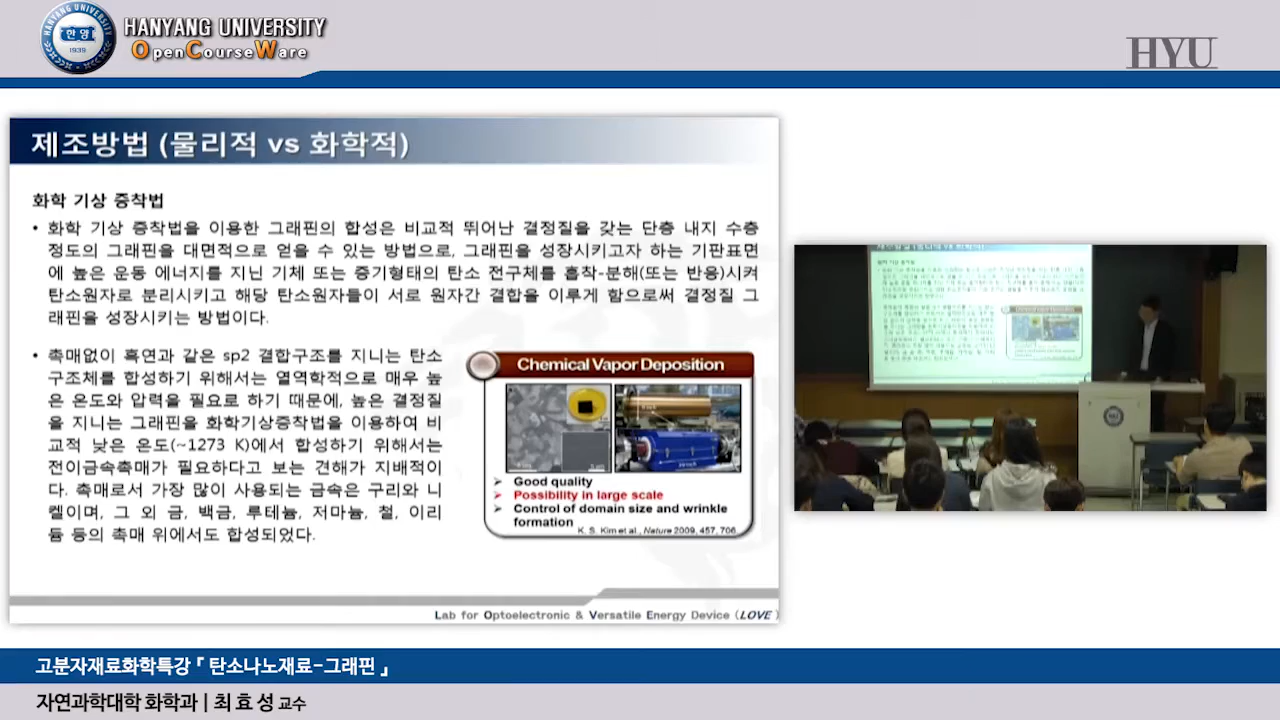 HANYANG UNIVERSITY
OpenCourseWare
HYU
제조방법 (물리적 vs 화학적)
화학 기상 증착법
• 화학 기상 증착법을 이용한 그래핀의 합성은 비교적 뛰어난 결정질을 갖는 단층 내지 수층
정도의 그래핀을 대면적으로 얻을 수 있는 방법으로, 그래핀을 성장시키고자 하는 기판표면
에 높은 운동 에너지를 지닌 기체 또는 증기형태의 탄소 전구체를 흡착-분해(또는 반응)시켜
탄소원자로 분리시키고 해당 탄소원자들이 서로 원자간 결합을 이루게 함으로써 결정질 그
래핀을 성장시키는 방법이다.
• 촉매없이 흑연과 같은 sp2 결합구조를 지니는 탄소
구조체를 합성하기 위해서는 열역학적으로 매우 높
은 온도와 압력을 필요로 하기 때문에, 높은 결정질
을 지니는 그래핀을 화학기상증착법을 이용하여 비
교적 낮은 온도(~1273 K)에서 합성하기 위해서는
전이금속촉매가 필요하다고 보는 견해가 지배적이
다. 촉매로서 가장 많이 사용되는 금속은 구리와 니
켈이며, 그 외 금, 백금, 루테늄, 저마늄, 철, 이리
듐 등의 촉매 위에서도 합성되었다.
Chemical Vapor Deposition
➢ Good quality
➢ Possibility in large scale
➢ Control of domain size and wrinkle
formation
K. S. Kim et al., Nature 2009, 457, 706
Lab for Optoelectronic & Versatile Energy Device (LOVE)
고분자재료화학특강『 탄소나노재료-그래핀 』
자연과학대학 화학과 | 최 효 성 교수